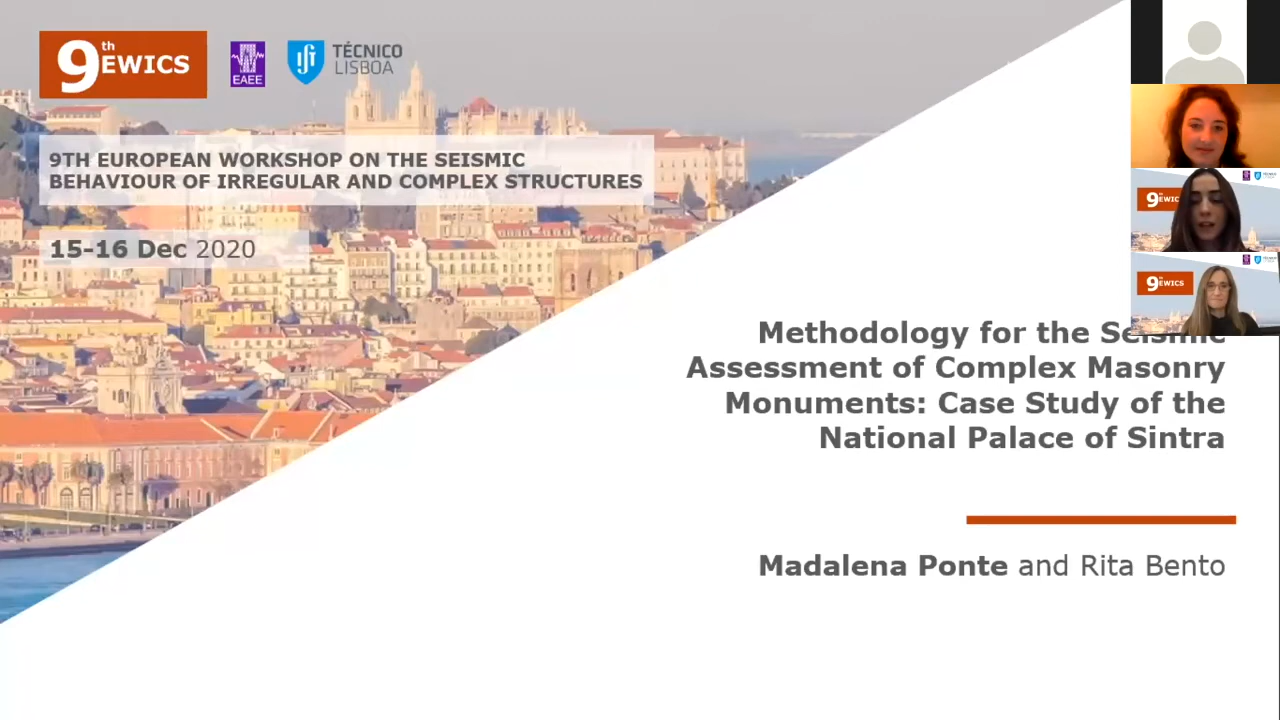 9th EWICS
EAEE
TÉCNICO
LISBOA
9TH EUROPEAN WORKSHOP ON THE SEISMIC
BEHAVIOUR OF IRREGULAR AND COMPLEX STRUCTURES
15-16 Dec 2020
9th EWICS
Methodology for the Seismic
Assessment of Complex Masonry
Monuments: Case Study of the
National Palace of Sintra
Madalena Ponte and Rita Bento